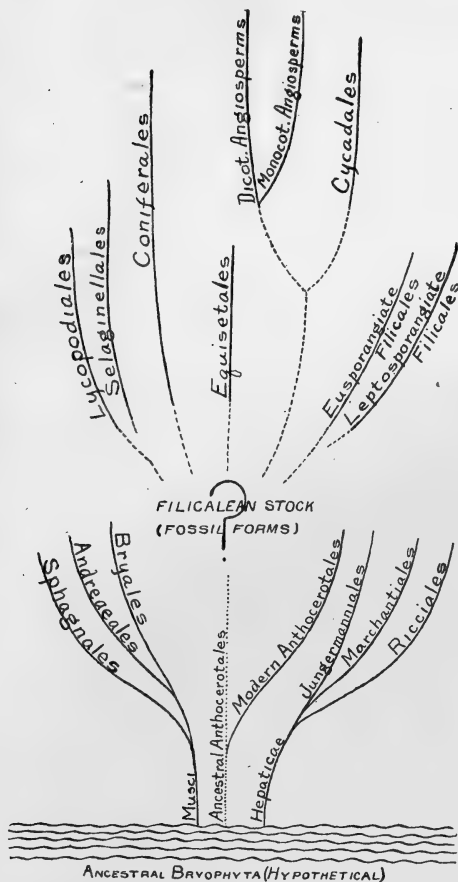 Lycopodiales
Selaginellales
Coniferales
Equisetales
Dicot. Angiosperms
Monocot. Angiosperms
Cycadales
Eusporangiate
Filicales
Leptosporangiate
Filicales
?
FILICALEAN STOCK
(FOSSIL FORMS)
Sphagnales
Andreaeales
Bryales
Musci
Ancestral Anthocerotales
Modern Anthocerotales
Hepaticae
Jungermanniales
Marchantiales
Ricciales
ANCESTRAL BRYOPHYTA (HYPOTHETICAL)